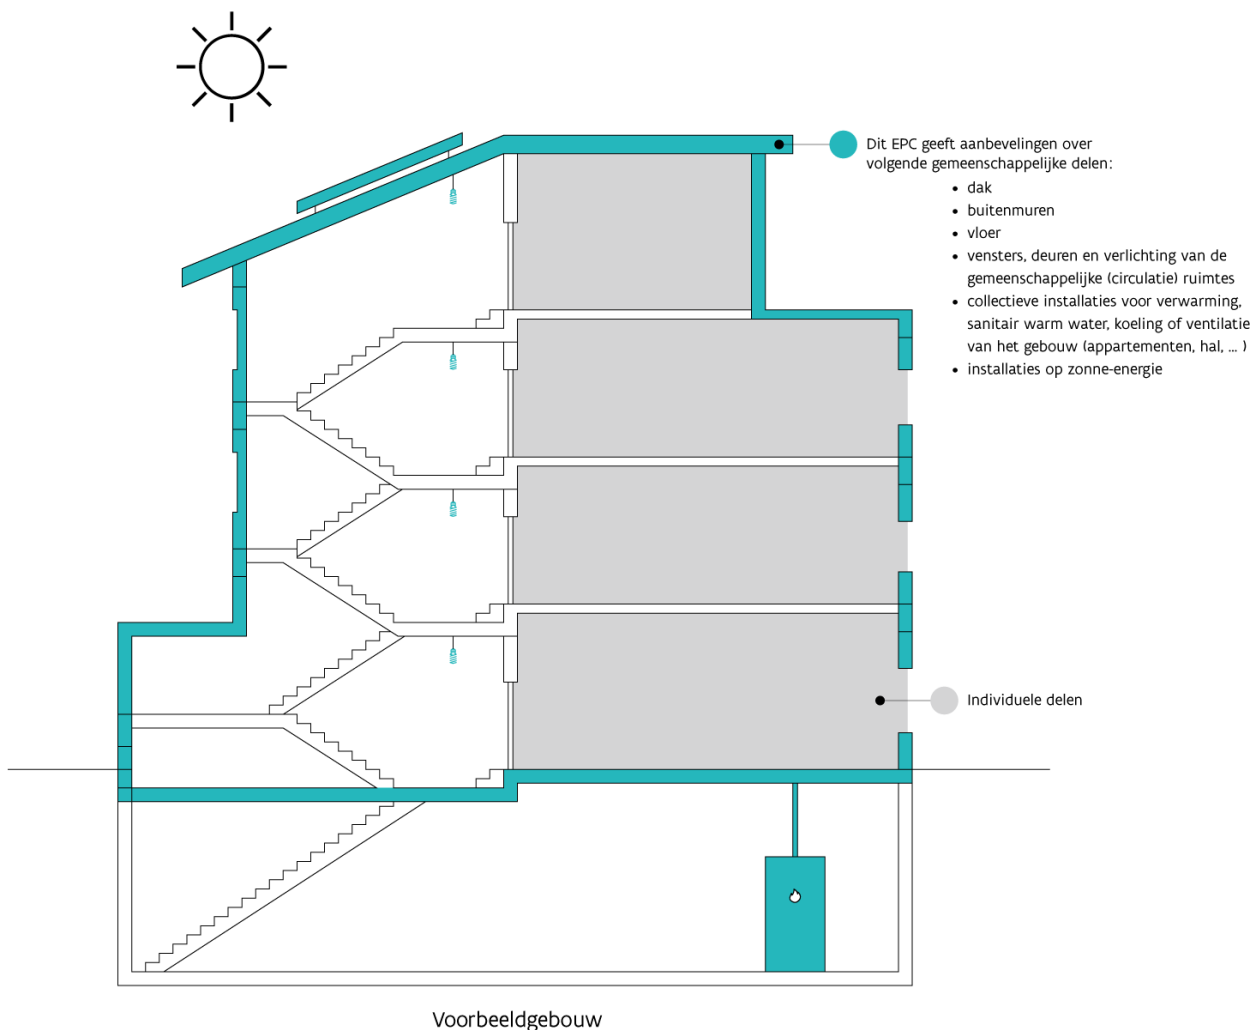 Dit EPC geeft aanbevelingen over
volgende gemeenschappelijke delen:
• dak
• buitenmuren
• vloer
• vensters, deuren en verlichting van de
gemeenschappelijke (circulatie) ruimtes
• collectieve installaties voor verwarming,
sanitair warm water, koeling of ventilatie
van het gebouw (appartementen, hal, ... )
• installaties op zonne-energie
Individuele delen
Voorbeeldgebouw